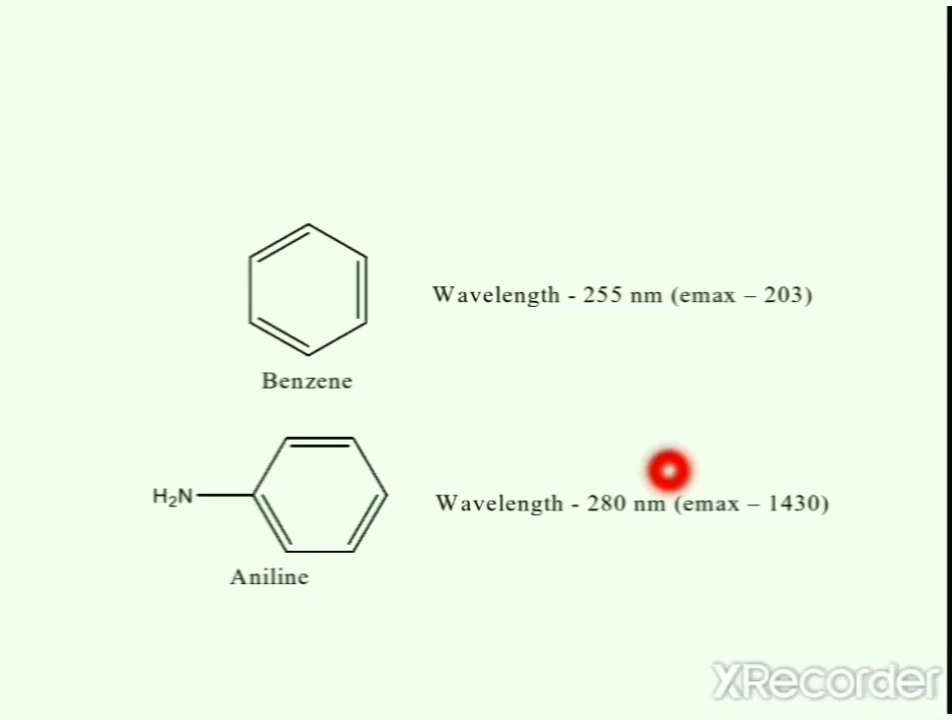 Wavelength - 255 nm (emax – 203)
Benzene
H₂N
Wavelength - 280 nm (emax – 1430)
Aniline
XRecorder